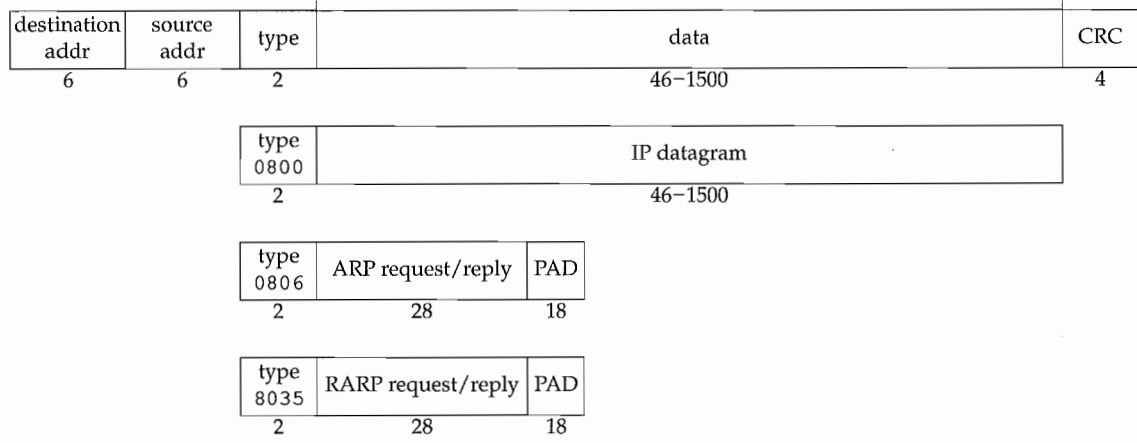 destination addr source addr type data CRC
6 6 2 46–1500 4
type 0800 IP datagram
2 46–1500
type 0806 ARP request/reply PAD
2 28 18
type 8035 RARP request/reply PAD
2 28 18